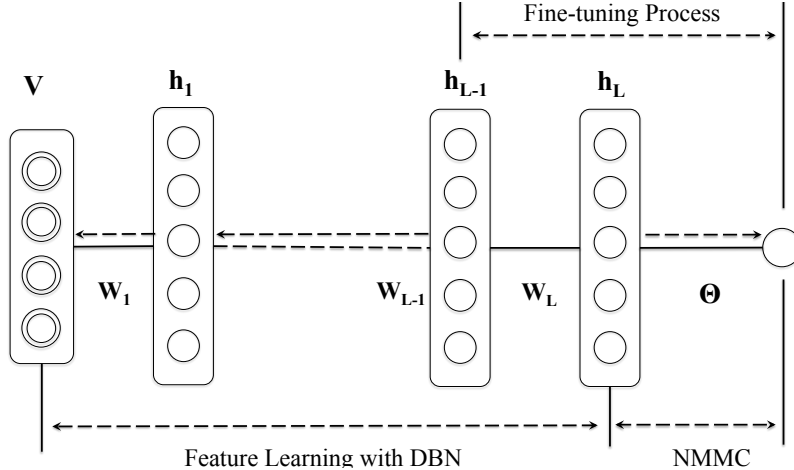 Fine-tuning Process
V
h1
hL-1
hL
W1
WL-1
WL
Θ
Feature Learning with DBN
NMMC